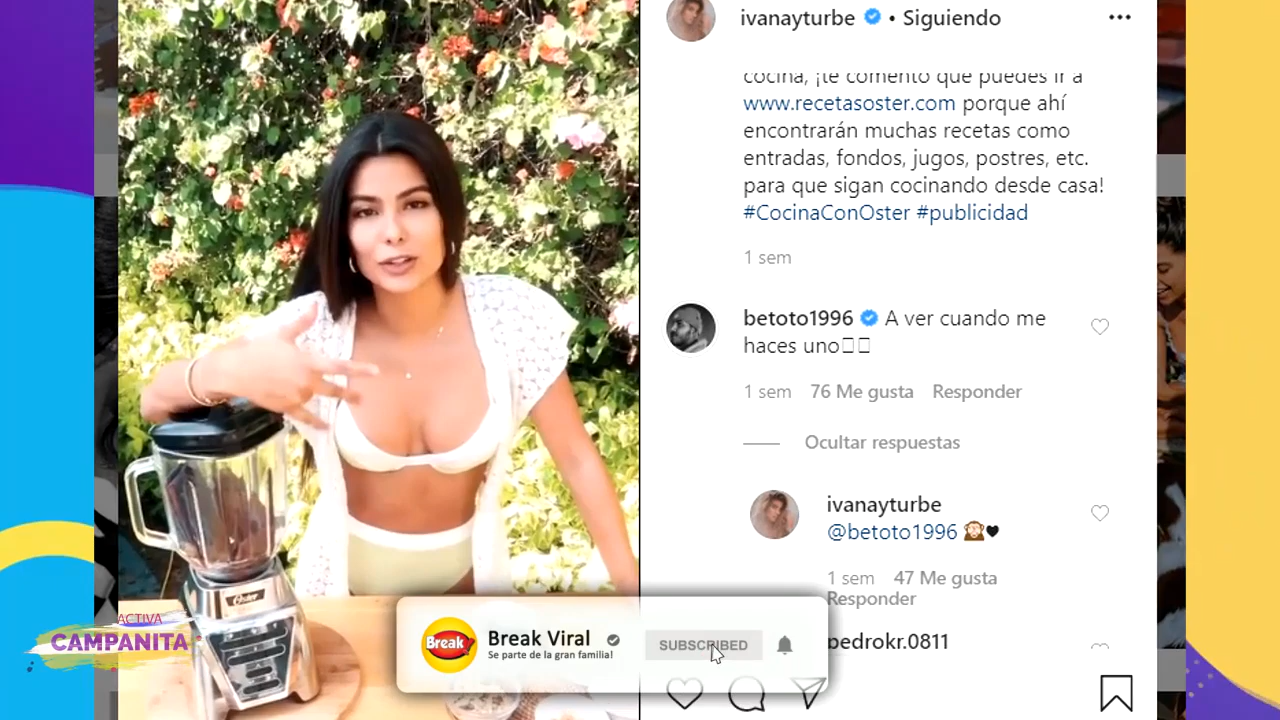 ivanayturbe • Siguiendo
cocina, ¡te comento que puedes ir a
www.recetasoster.com porque ahí
encontrarán muchas recetas como
entradas, fondos, jugos, postres, etc.
para que sigan cocinando desde casa!
#CocinaConOster #publicidad
1 sem
betoto1996 A ver cuando me
haces uno
1 sem 76 Me gusta Responder
Ocultar respuestas
ivanayturbe
@betoto1996
1 sem 47 Me gusta
Responder
pedrokr.0811
Oster
ACTIVA
CAMPANITA
Break
Break Viral
Se parte de la gran familia!
SUBSCRIBED